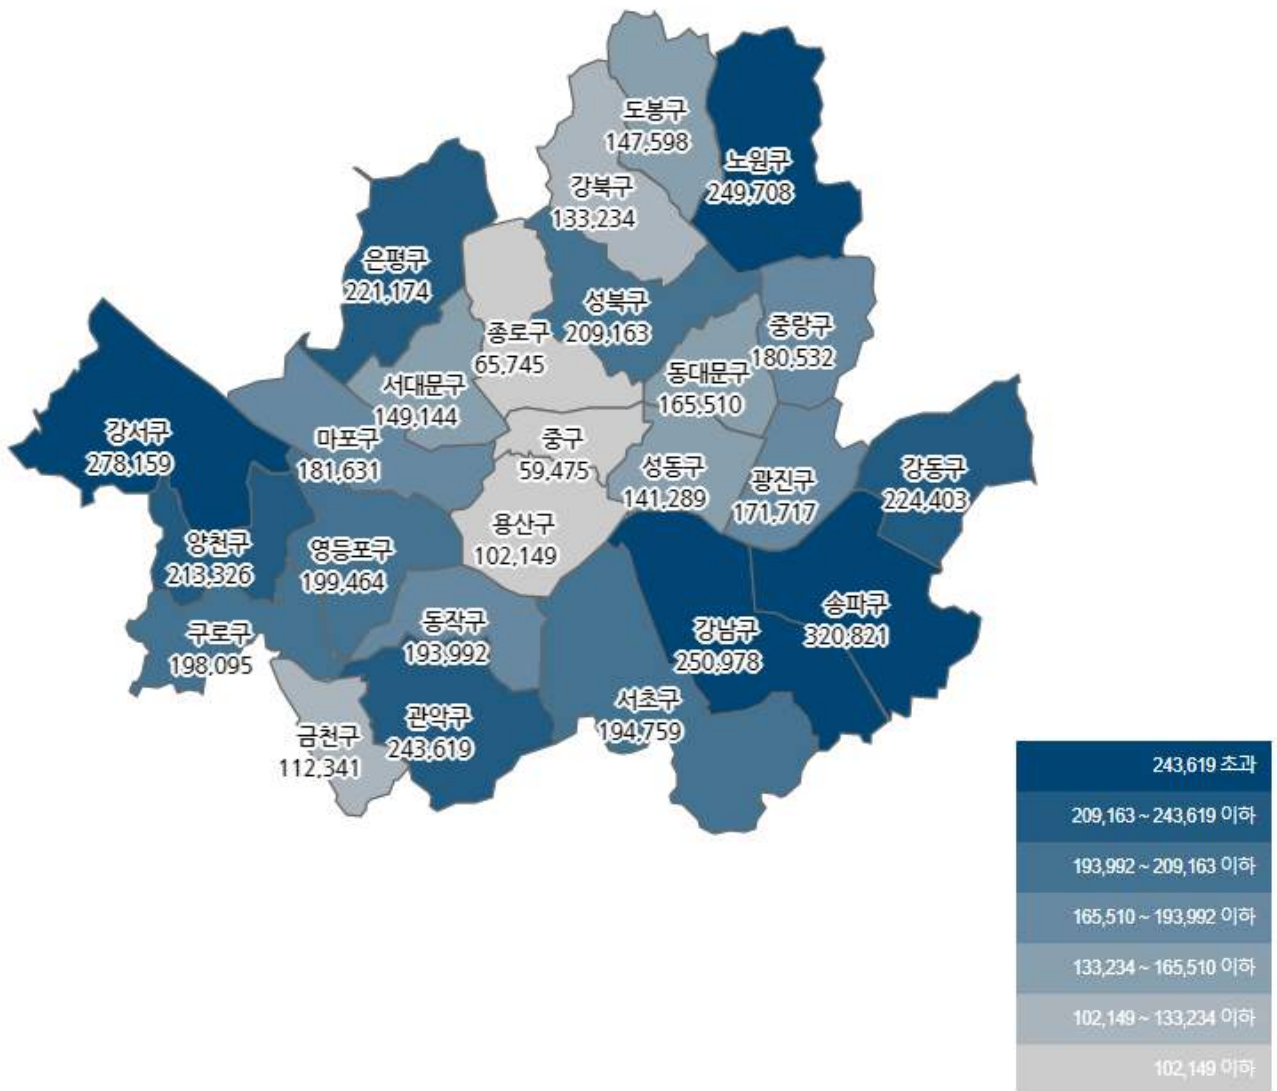 도봉구
147,598
노원구
249,708
강북구
133,234
은평구
221,174
성북구
209,163
종로구
65,745
중랑구
180,532
동대문구
165,510
서대문구
149,144
강서구
278,159
마포구
181,631
중구
59,475
성동구
141,289
광진구
171,717
강동구
224,403
용산구
102,149
양천구
213,326
영등포구
199,464
구로구
198,095
동작구
193,992
강남구
250,978
송파구
320,821
서초구
194,759
관악구
243,619
금천구
112,341
243,619 초과
209,163 ~ 243,619 이하
193,992 ~ 209,163 이하
165,510 ~ 193,992 이하
133,234 ~ 165,510 이하
102,149 ~ 133,234 이하
102,149 이하